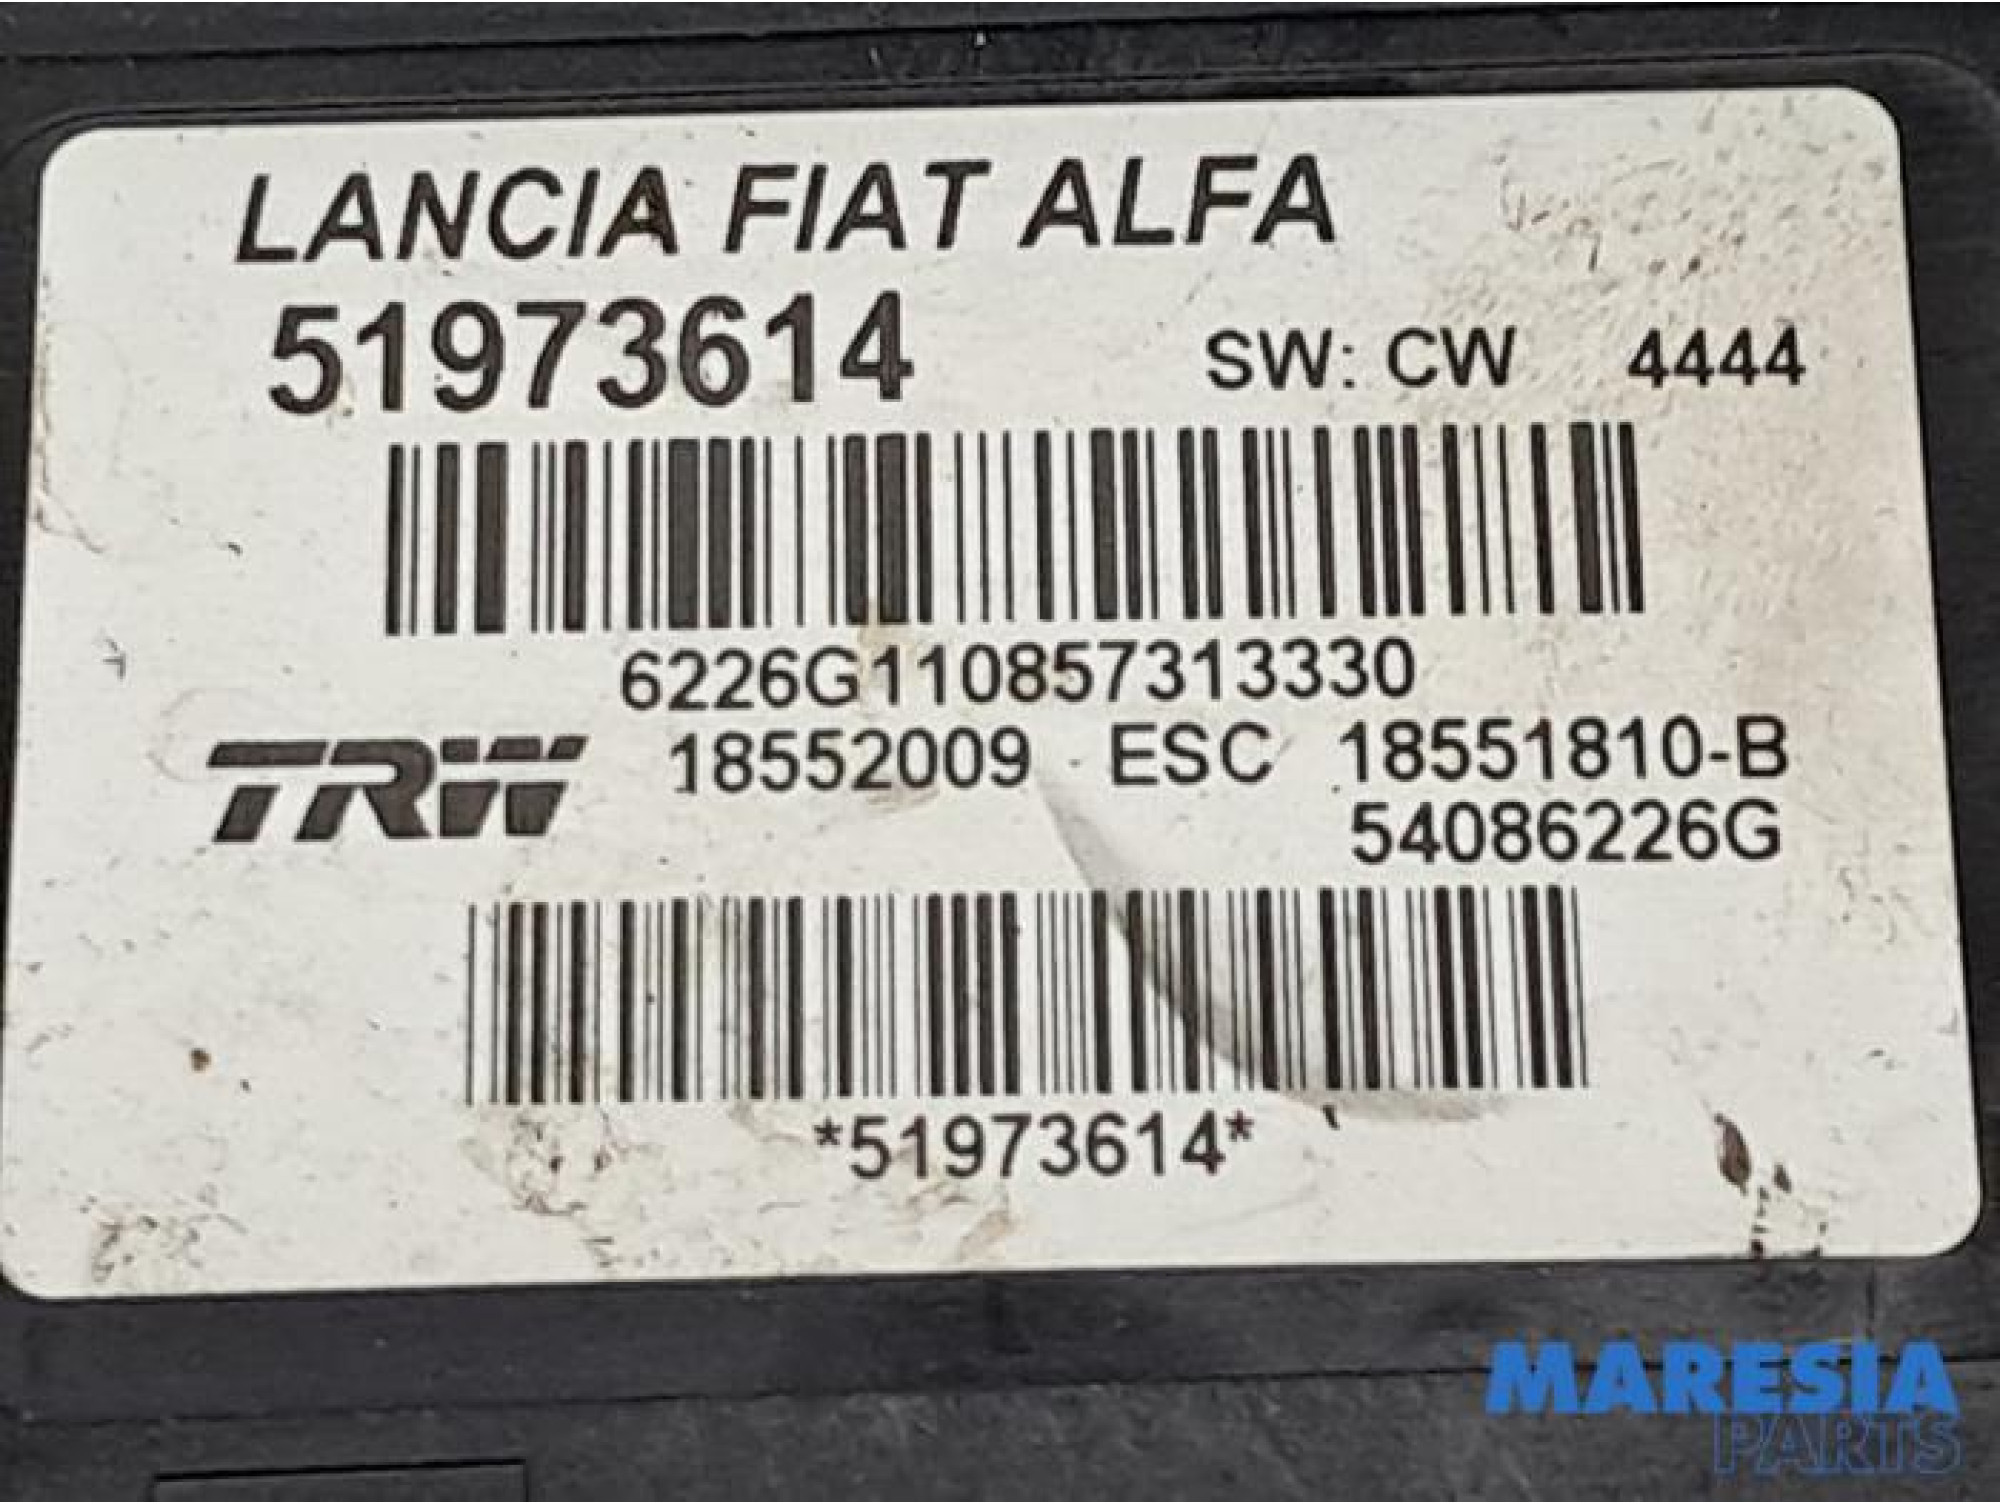 LANCIA FIAT ALFA
51973614 SW: CW 4444
6226G110857313330
TRW 18552009 ESC 18551810-B
54086226G
*51973614*
MARESIA
PARTS